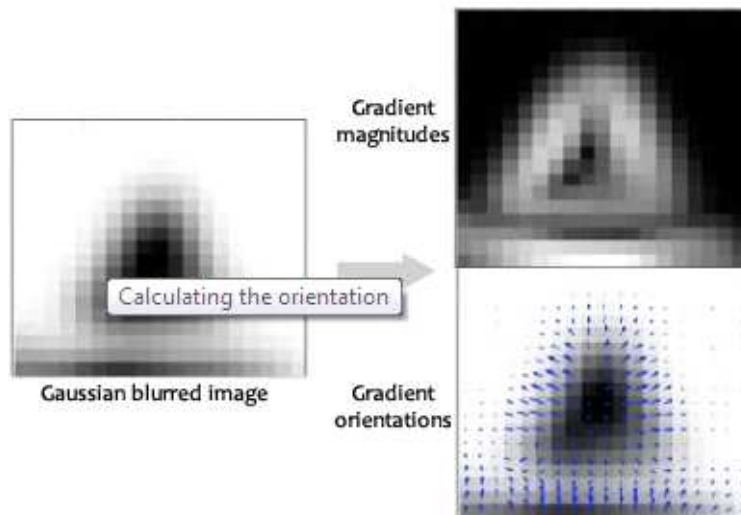 Gradient
magnitudes
Calculating the orientation
Gaussian blurred image
Gradient
orientations